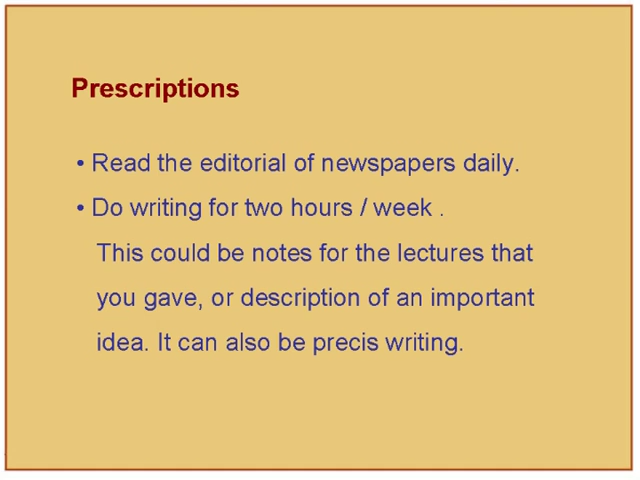 Prescriptions
• Read the editorial of newspapers daily.
• Do writing for two hours / week .
This could be notes for the lectures that
you gave, or description of an important
idea. It can also be precis writing.